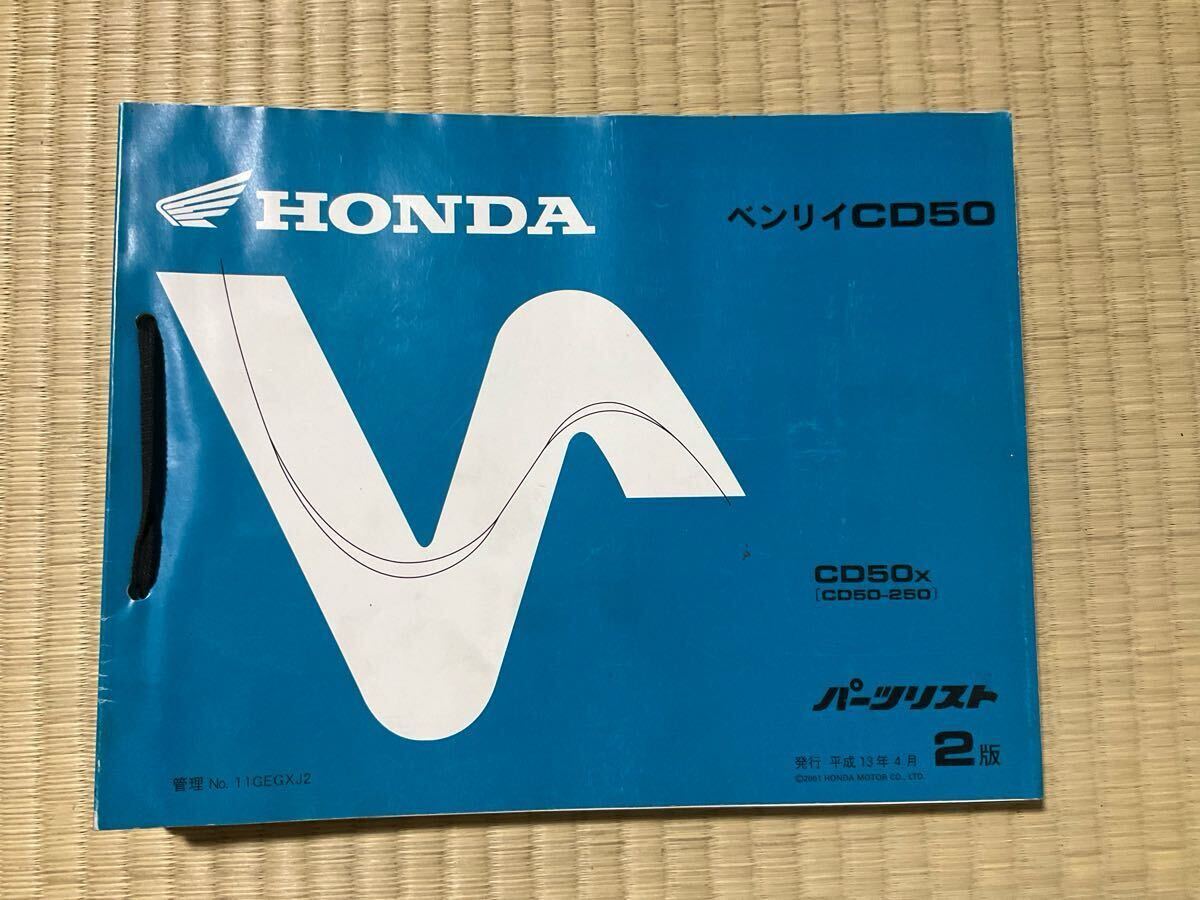 HONDA
ベンリイCD50
CD50X
［CD50-250］
パーツリスト
発行 平成13年4月 2版
©2001 HONDA MOTOR CO., LTD.
管理 No. 11GEGXJ2